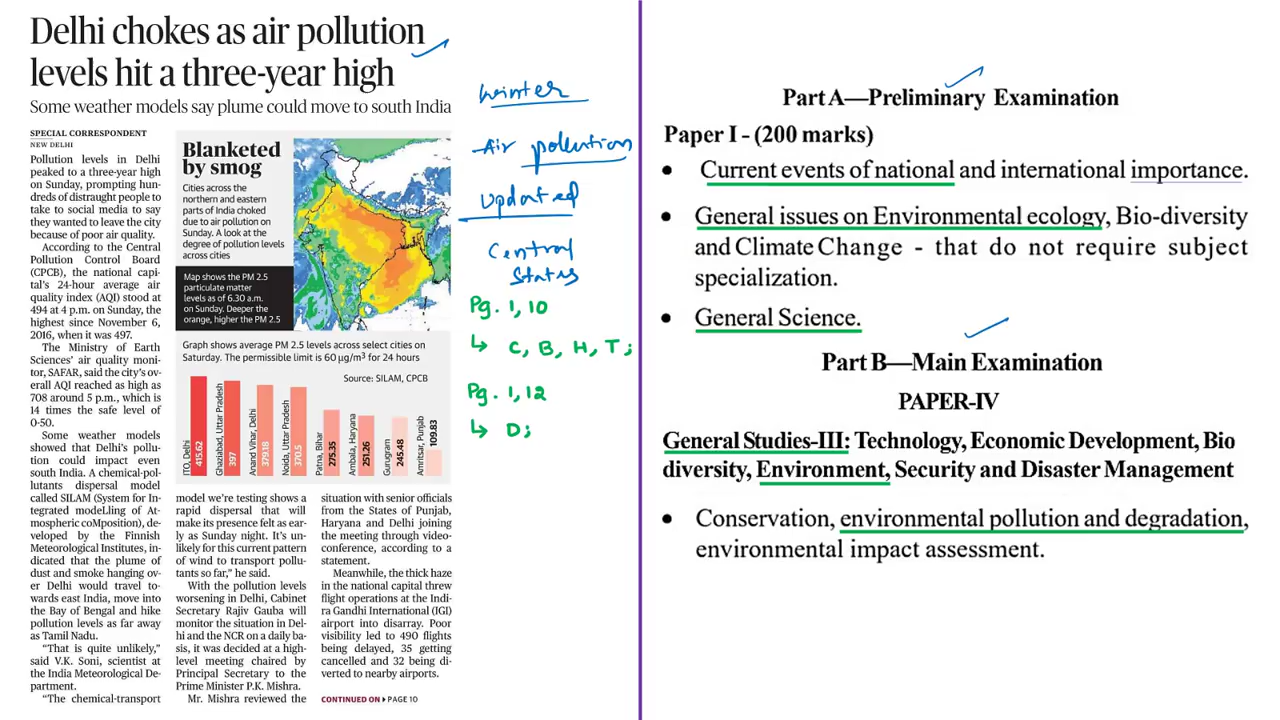 Delhi chokes as air pollution
levels hit a three-year high
Some weather models say plume could move to south India
SPECIAL CORRESPONDENT
NEW DELHI
Pollution levels in Delhi
peaked to a three-year high
on Sunday, prompting hun-
dreds of distraught people to
take to social media to say
they wanted to leave the city
because of poor air quality.
According to the Central
Pollution Control Board
(CPCB), the national capi-
tal's 24-hour average air
quality index (AQI) stood at
494 at 4 p.m. on Sunday, the
highest since November 6,
2016, when it was 497.
The Ministry of Earth
Sciences' air quality moni-
tor, SAFAR, said the city's ov-
erall AQI reached as high as
708 around 5 p.m., which is
14 times the safe level of
0-50.
Some weather models
showed that Delhi's pollu-
tion could impact even
south India. A chemical-pol-
lutants dispersal model
called SILAM (System for In-
tegrated modeLling of At-
mospheric coMposition), de-
veloped by the Finnish
Meteorological Institutes, in-
dicated that the plume of
dust and smoke hanging ov-
er Delhi would travel to-
wards east India, move into
the Bay of Bengal and hike
pollution levels as far away
as Tamil Nadu.
"That is quite unlikely,"
said V.K. Soni, scientist at
the India Meteorological De-
partment.
"The chemical-transport
Blanketed
by smog
Cities across the
northern and eastern
parts of India choked
due to air pollution on
Sunday. A look at the
degree of pollution levels
across cities
Map shows the PM 2.5
particulate matter
levels as of 6.30 a.m.
on Sunday. Deeper the
orange, higher the PM 2.5
Graph shows average PM 2.5 levels across select cities on
Saturday. The permissible limit is 60 µg/m³ for 24 hours
Source: SILAM, CPCB
ITO, Delhi
415.62
Ghaziabad, Uttar Pradesh
397
Anand Vihar, Delhi
379.18
Noida, Uttar Pradesh
370.5
Patna, Bihar
275.35
Ambala, Haryana
251.26
Gurugram
245.48
Amritsar, Punjab
109.83
model we're testing shows a
rapid dispersal that will
make its presence felt as ear-
ly as Sunday night. It's un-
likely for this current pattern
of wind to transport pollu-
tants so far," he said.
With the pollution levels
worsening in Delhi, Cabinet
Secretary Rajiv Gauba will
monitor the situation in Del-
hi and the NCR on a daily ba-
sis, it was decided at a high-
level meeting chaired by
Principal Secretary to the
Prime Minister P.K. Mishra.
Mr. Mishra reviewed the
situation with senior officials
from the States of Punjab,
Haryana and Delhi joining
the meeting through video-
conference, according to a
statement.
Meanwhile, the thick haze
in the national capital threw
flight operations at the Indi-
ra Gandhi International (IGI)
airport into disarray. Poor
visibility led to 490 flights
being delayed, 35 getting
cancelled and 32 being di-
verted to nearby airports.
CONTINUED ON ▶ PAGE 10
Winter
Air pollution
Updated
Central
States
Pg. 1, 10
↳ C, B, H, T;
Pg. 1, 12
↳ D;
Part A—Preliminary Examination
Paper I - (200 marks)
• Current events of national and international importance.
• General issues on Environmental ecology, Bio-diversity
and Climate Change - that do not require subject
specialization.
• General Science.
Part B—Main Examination
PAPER-IV
General Studies-III: Technology, Economic Development, Bio
diversity, Environment, Security and Disaster Management
• Conservation, environmental pollution and degradation,
environmental impact assessment.